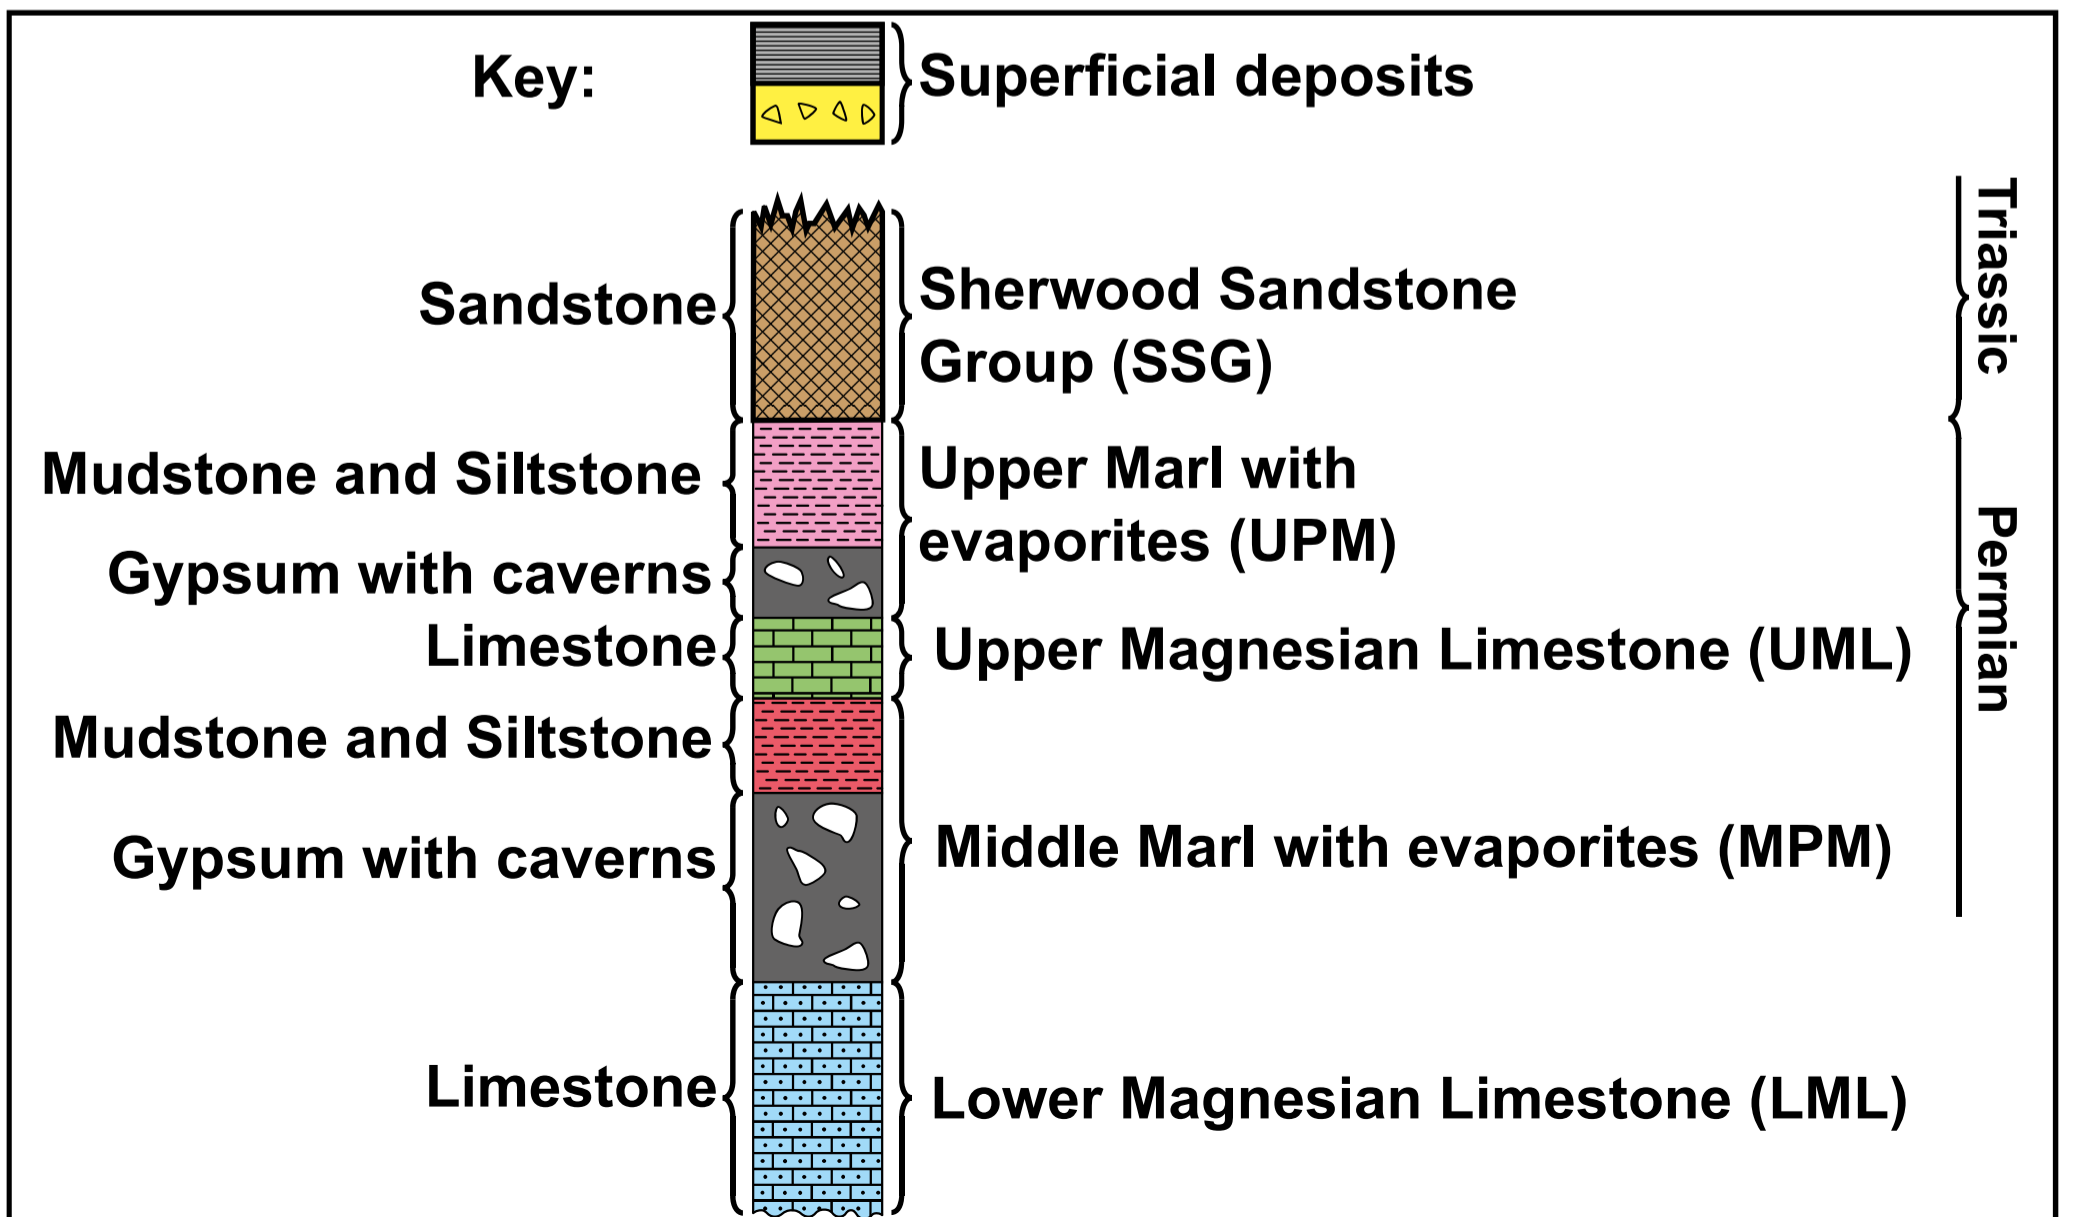 Key:
Superficial deposits
Sandstone
Sherwood Sandstone
Group (SSG)
Triassic
Mudstone and Siltstone
Upper Marl with
evaporites (UPM)
Gypsum with caverns
Limestone
Upper Magnesian Limestone (UML)
Permian
Mudstone and Siltstone
Gypsum with caverns
Middle Marl with evaporites (MPM)
Limestone
Lower Magnesian Limestone (LML)